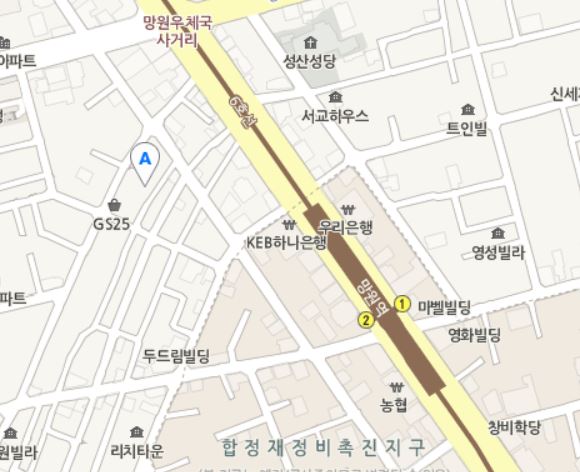 망원우체국
사거리
아파트
성산성당
6호선
서교하우스
트인빌
신세
A
GS25
KEB하나은행
우리은행
영성빌라
파트
망원역
1
2
마벨빌딩
영화빌딩
두드림빌딩
농협
창비학당
원빌라
리치타운
합정재정비촉진지구